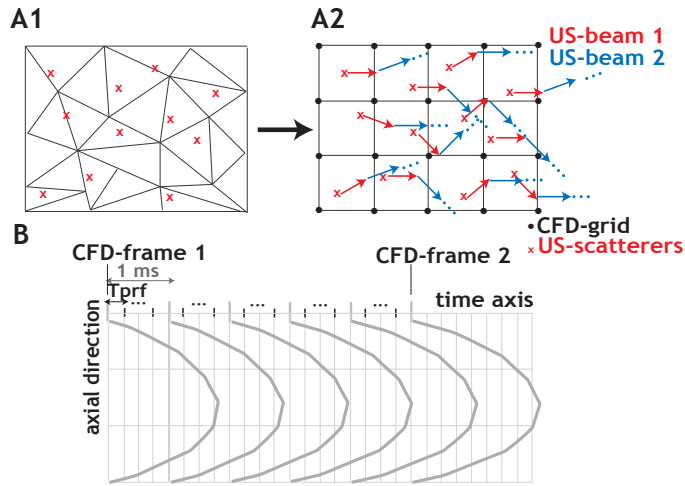 A1
A2
US-beam 1
US-beam 2
x x x x x x x x x x
x x x x x x x x x x x x
CFD-grid
x US-scatterers
B
CFD-frame 1
CFD-frame 2
1 ms
Tprf
... ... ... ... ...
time axis
axial direction